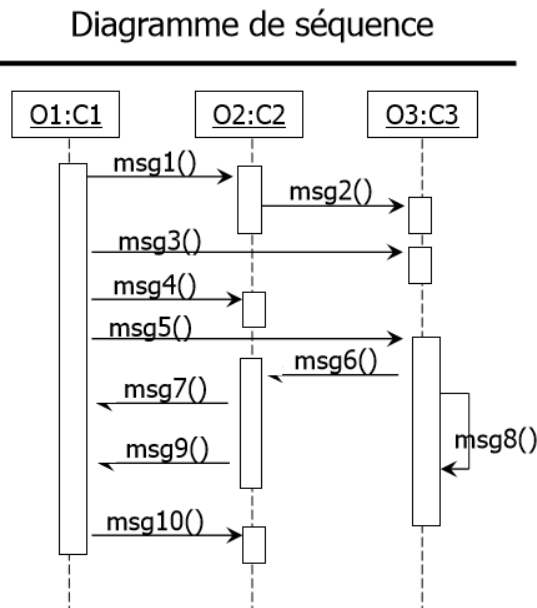 Diagramme de séquence
O1:C1 O2:C2 O3:C3
msg1()
msg2()
msg3()
msg4()
msg5()
msg6()
msg7()
msg8()
msg9()
msg10()